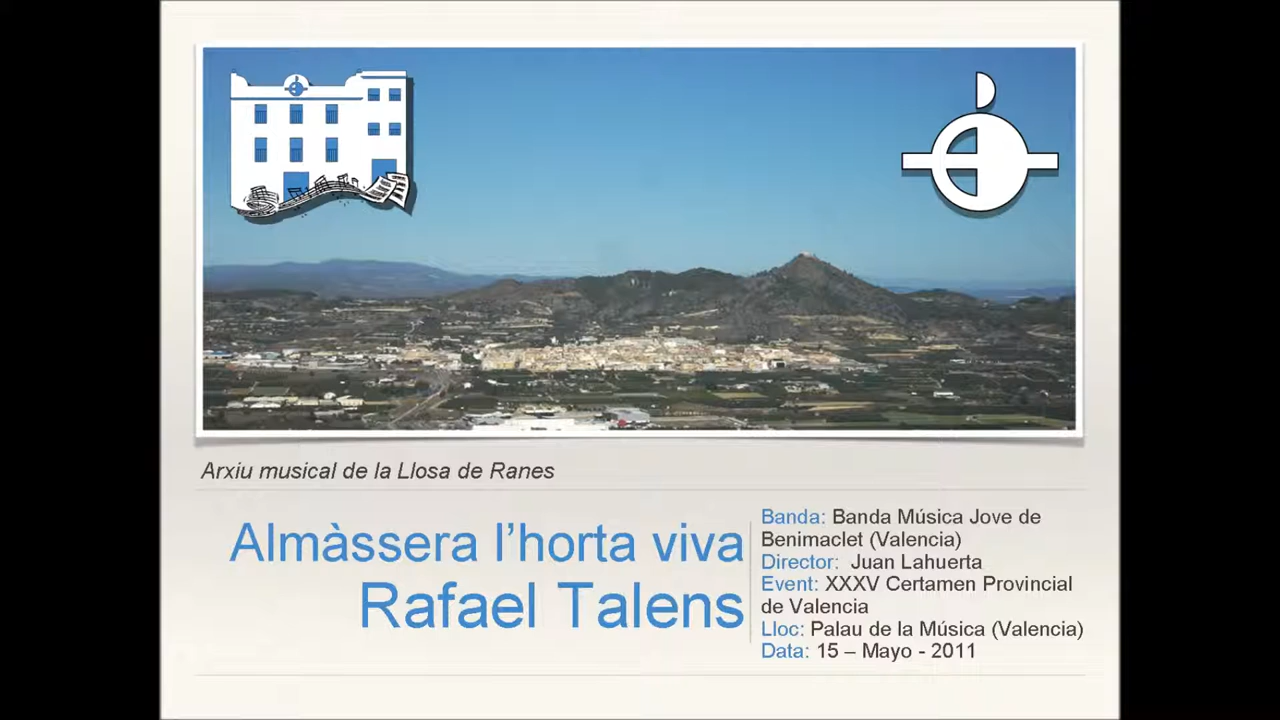 Arxiu musical de la Llosa de Ranes
Almàssera l’horta viva
Rafael Talens
Banda: Banda Música Jove de
Benimaclet (Valencia)
Director:  Juan Lahuerta
Event: XXXV Certamen Provincial
de Valencia
Lloc: Palau de la Música (Valencia)
Data: 15 – Mayo - 2011